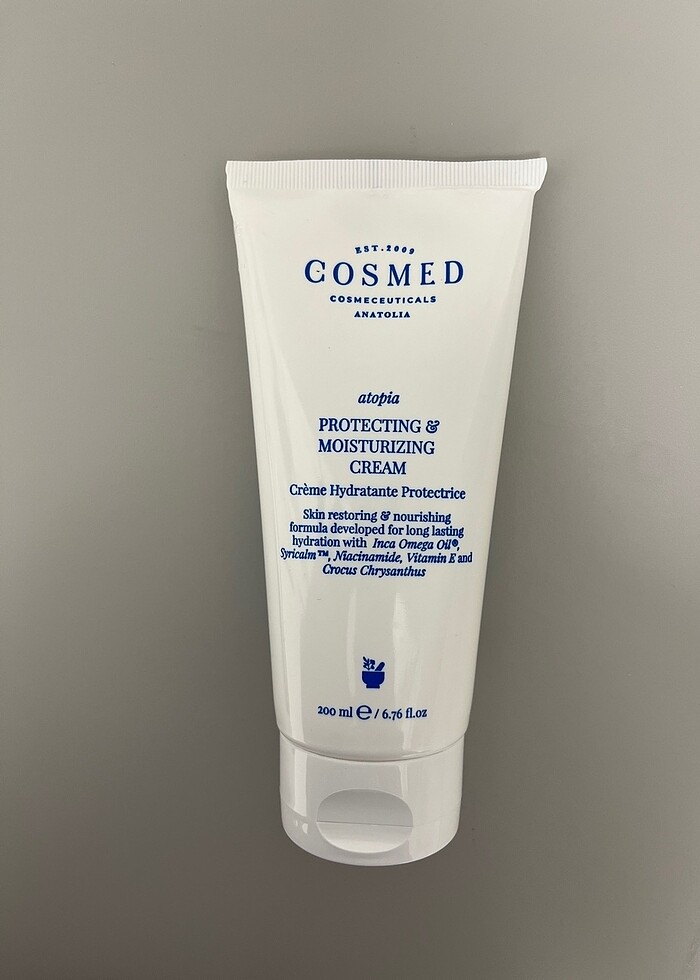 EST. 2009
COSMED
COSMECEUTICALS
ANATOLIA
atopia
PROTECTING &
MOISTURIZING
CREAM
Crème Hydratante Protectrice
Skin restoring & nourishing
formula developed for long lasting
hydration with Inca Omega Oil®,
Syricalm™, Niacinamide, Vitamin E and
Crocus Chrysanthus
200 ml ℮ / 6.76 fl.oz